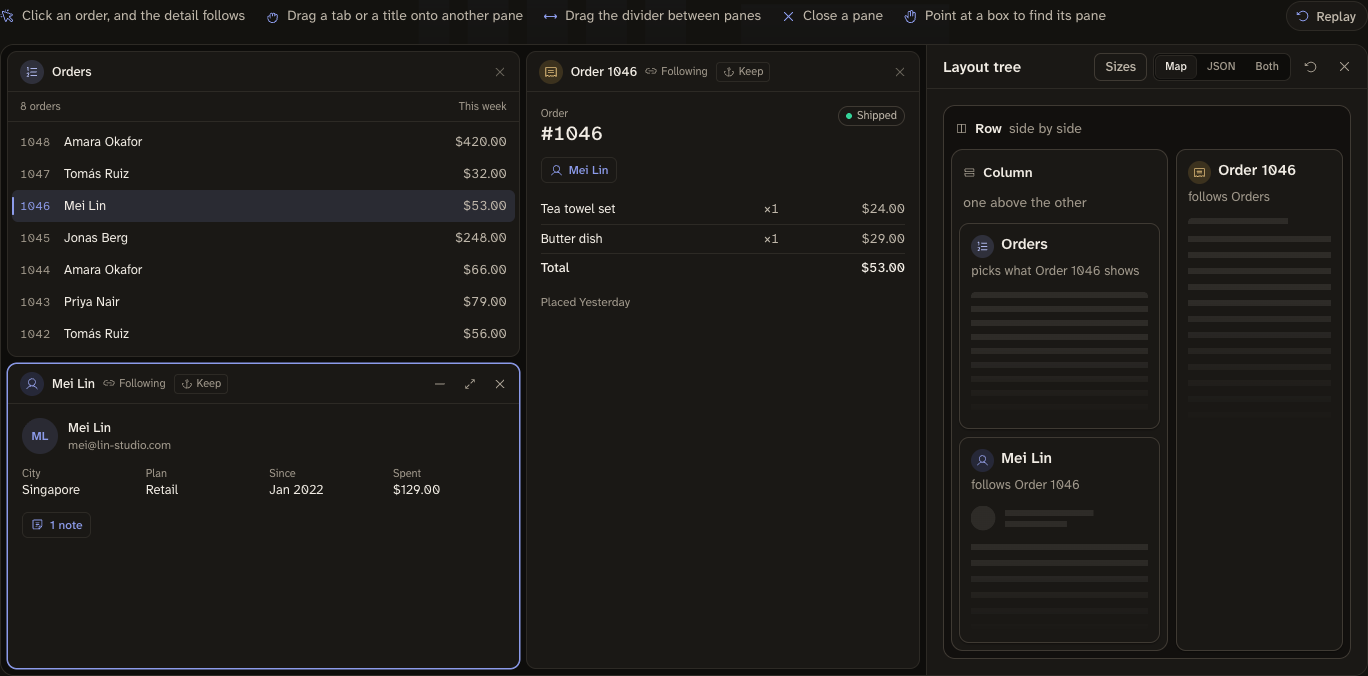 Click an order, and the detail follows
Drag a tab or a title onto another pane
Drag the divider between panes
Close a pane
Point at a box to find its pane
Replay
Orders
8 orders This week
1048 Amara Okafor $420.00
1047 Tomás Ruiz $32.00
1046 Mei Lin $53.00
1045 Jonas Berg $248.00
1044 Amara Okafor $66.00
1043 Priya Nair $79.00
1042 Tomás Ruiz $56.00
Mei Lin Following Keep
ML
Mei Lin
mei@lin-studio.com
City Plan Since Spent
Singapore Retail Jan 2022 $129.00
1 note
Order 1046 Following Keep
Order
#1046
Shipped
Mei Lin
Tea towel set ×1 $24.00
Butter dish ×1 $29.00
Total $53.00
Placed Yesterday
Layout tree
Sizes
Map JSON Both
Row side by side
Column
one above the other
Orders
picks what Order 1046 shows
Mei Lin
follows Order 1046
Order 1046
follows Orders